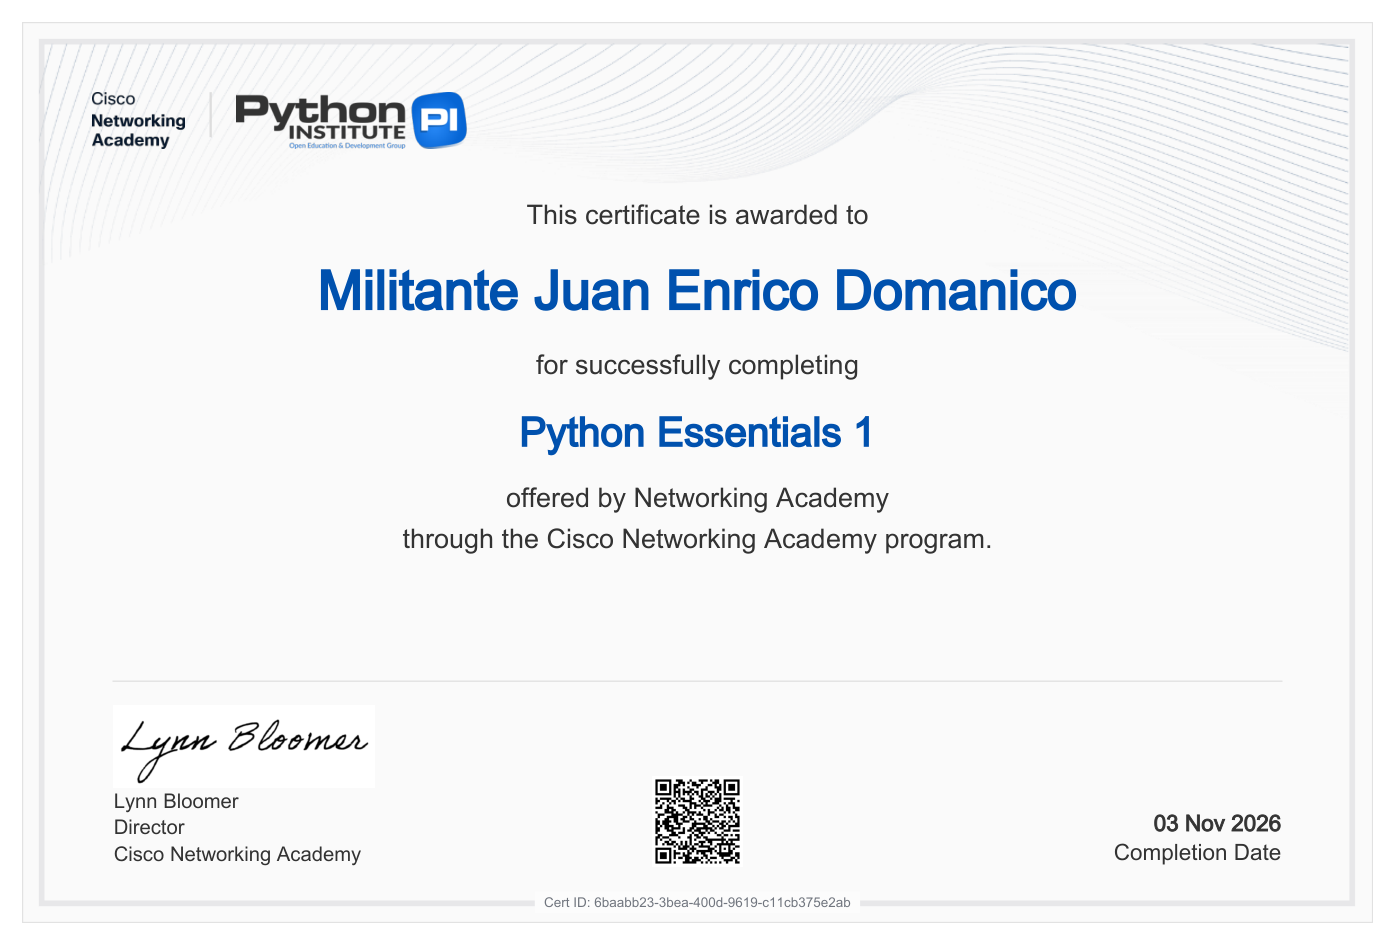 Cisco
Networking
Academy
Python
INSTITUTE
Open Education & Development Group
PI
This certificate is awarded to
Militante Juan Enrico Domanico
for successfully completing
Python Essentials 1
offered by Networking Academy
through the Cisco Networking Academy program.
Lynn Bloomer
Lynn Bloomer
Director
Cisco Networking Academy
03 Nov 2026
Completion Date
Cert ID: 6baabb23-3bea-400d-9619-c11cb375e2ab